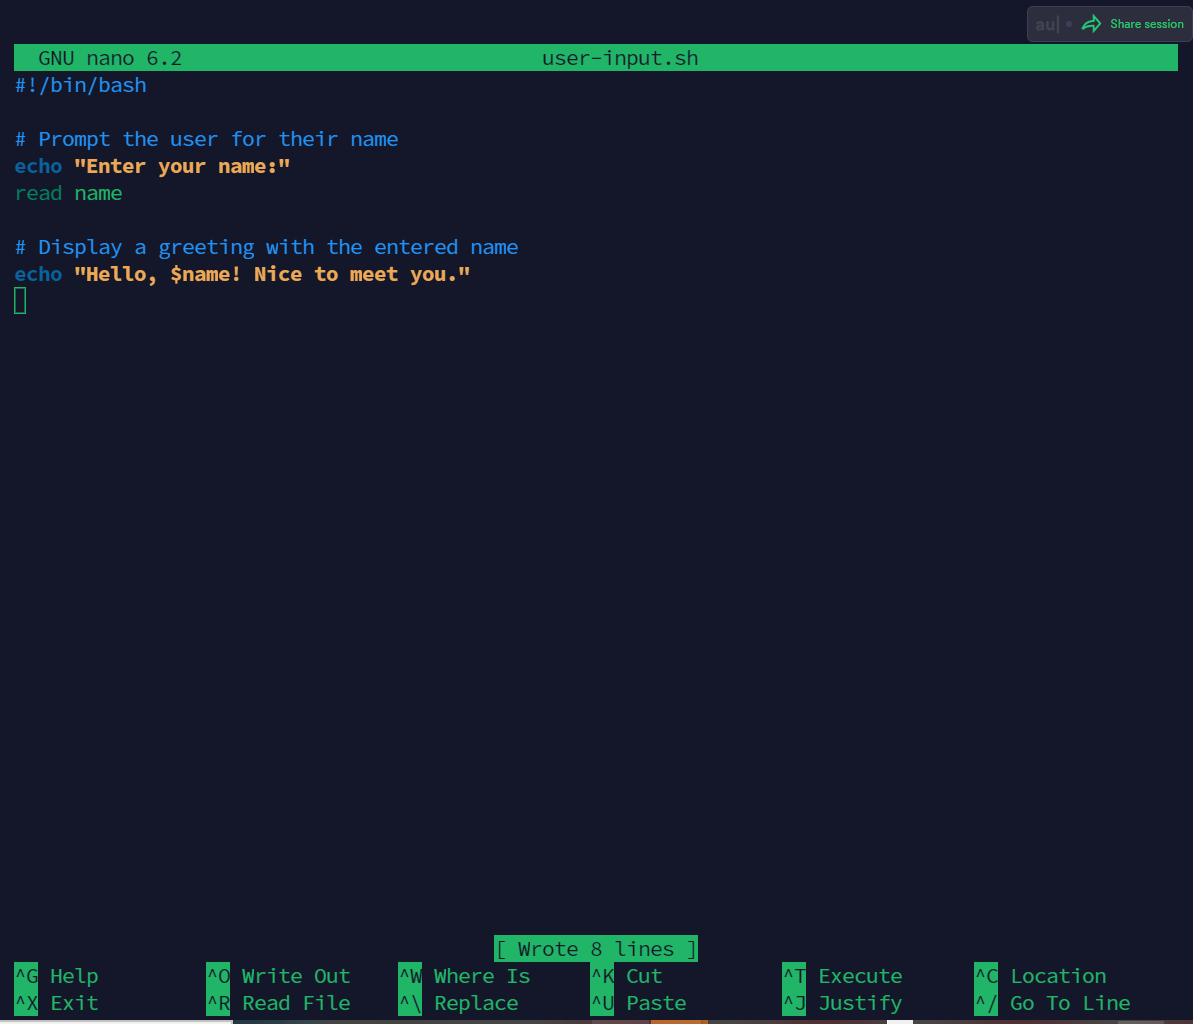 au| • Share session
GNU nano 6.2 user-input.sh
#!/bin/bash
# Prompt the user for their name
echo "Enter your name:"
read name
# Display a greeting with the entered name
echo "Hello, $name! Nice to meet you."
[ Wrote 8 lines ]
^G Help ^O Write Out ^W Where Is ^K Cut ^T Execute ^C Location
^X Exit ^R Read File ^\ Replace ^U Paste ^J Justify ^/ Go To Line